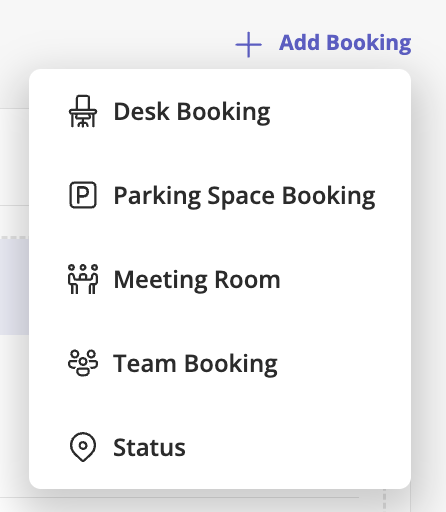 Add Booking
Desk Booking
P Parking Space Booking
Meeting Room
Team Booking
Status